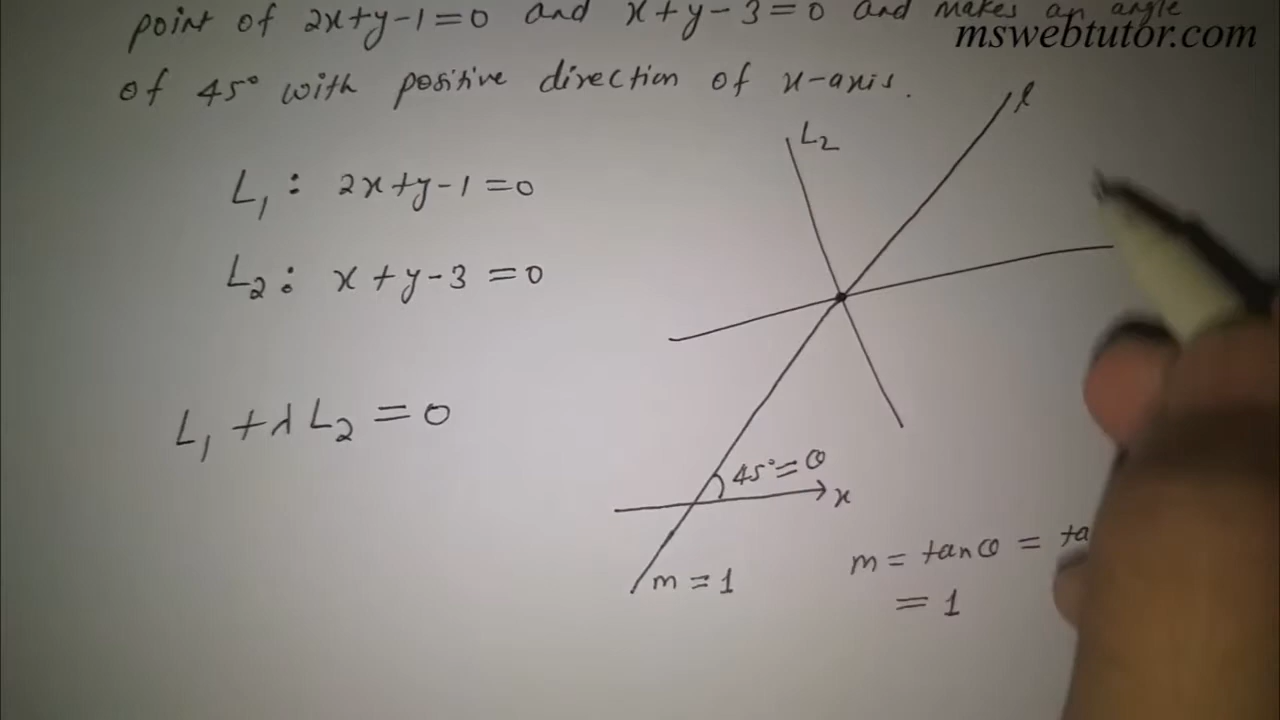 point of 2x+y-1=0 and x+y-3=0 and makes an angle
mswebtutor.com
of 45° with positive direction of x-axis.
l
L₂
L₁ : 2x+y-1=0
L₂ : x+y-3=0
L₁ +λL₂ = 0
45°=θ
x
m = tanθ = ta
m = 1
= 1